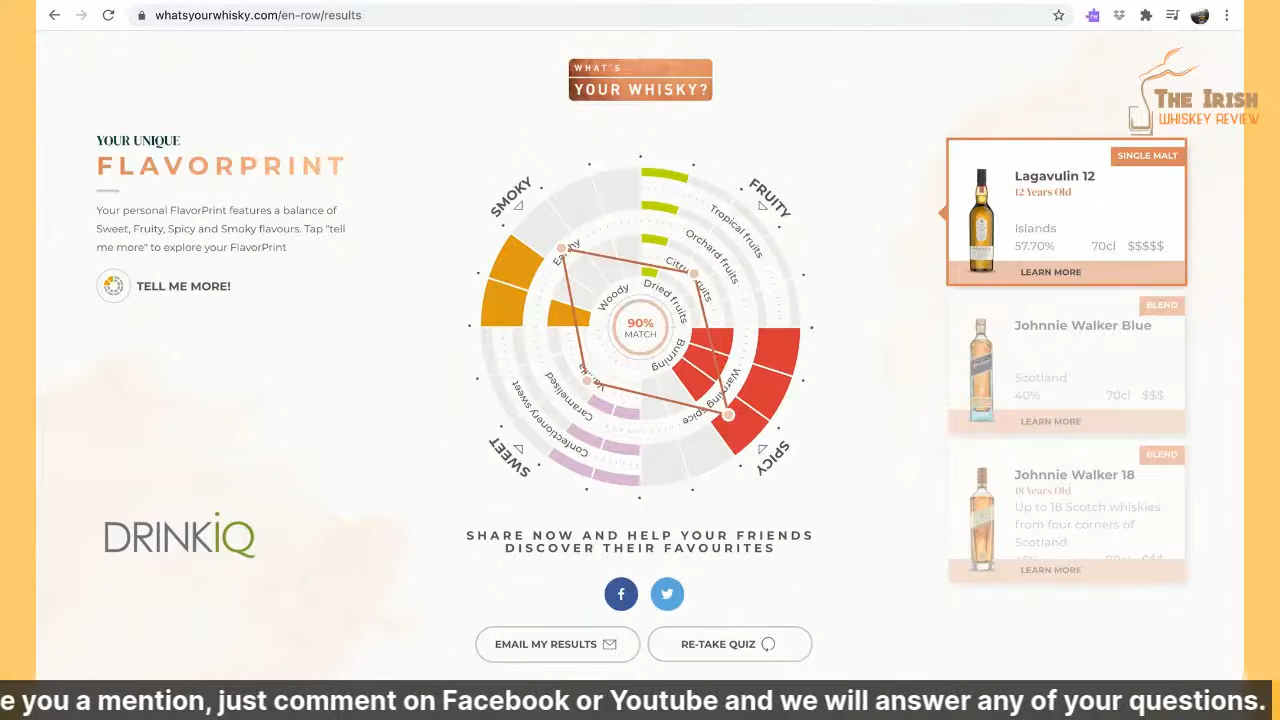 whatsyourwhisky.com/en-row/results
WHAT'S
YOUR WHISKY?
THE IRISH
WHISKEY REVIEW
YOUR UNIQUE
FLAVORPRINT
Your personal FlavorPrint features a balance of
Sweet, Fruity, Spicy and Smoky flavours. Tap "tell
me more" to explore your FlavorPrint
TELL ME MORE!
DRINKiQ
SMOKY
FRUITY
SPICY
SWEET
Tropical fruits
Orchard fruits
Dried fruits
Woody
Burning
Warming spice
Caramelised
Confectionery
Confectionery sweet
90%
MATCH
SHARE NOW AND HELP YOUR FRIENDS
DISCOVER THEIR FAVOURITES
EMAIL MY RESULTS
RE-TAKE QUIZ
SINGLE MALT
Lagavulin 12
12 Years Old
Islands
57.70% 70cl $$$$$
LEARN MORE
BLEND
Johnnie Walker Blue
Scotland
40% 70cl $$$
LEARN MORE
BLEND
Johnnie Walker 18
18 Years Old
Up to 18 Scotch whiskies
from four corners of
Scotland
LEARN MORE
e you a mention, just comment on Facebook or Youtube and we will answer any of your questions.